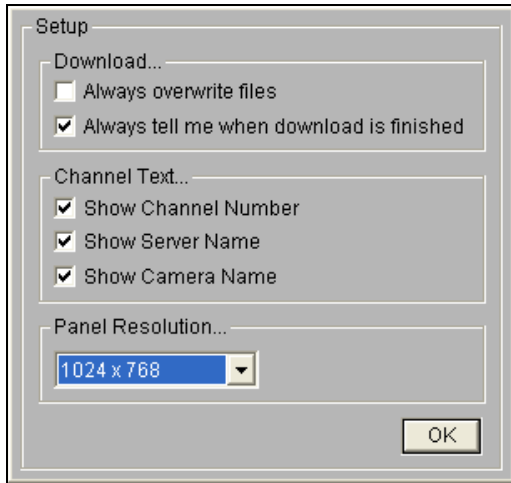 Setup
Download...
Always overwrite files
Always tell me when download is finished
Channel Text...
Show Channel Number
Show Server Name
Show Camera Name
Panel Resolution...
1024 x 768
OK